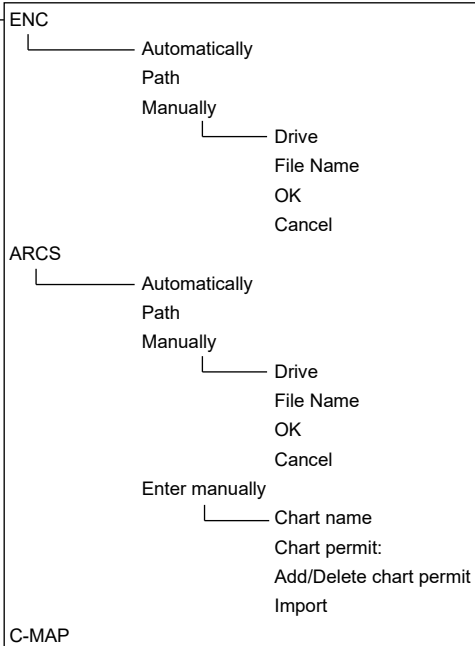 ENC
Automatically
Path
Manually
Drive
File Name
OK
Cancel
ARCS
Automatically
Path
Manually
Drive
File Name
OK
Cancel
Enter manually
Chart name
Chart permit:
Add/Delete chart permit
Import
C-MAP